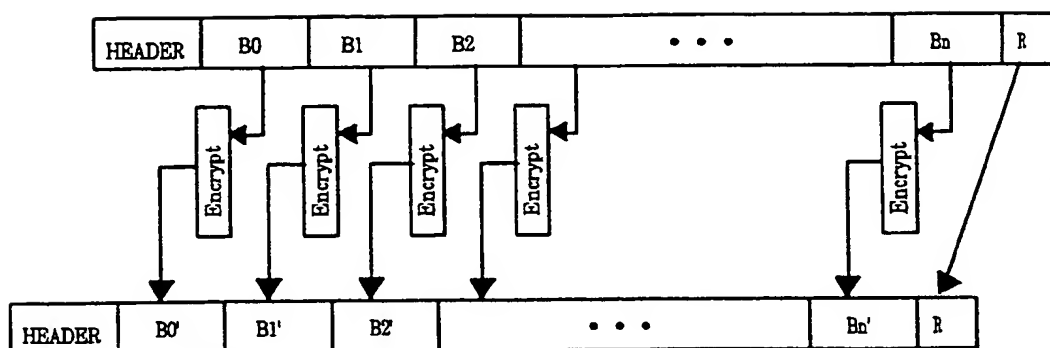 HEADER B0 B1 B2 • • • Bn R
Encrypt Encrypt Encrypt Encrypt Encrypt
HEADER B0' B1' B2' • • • Bn' R